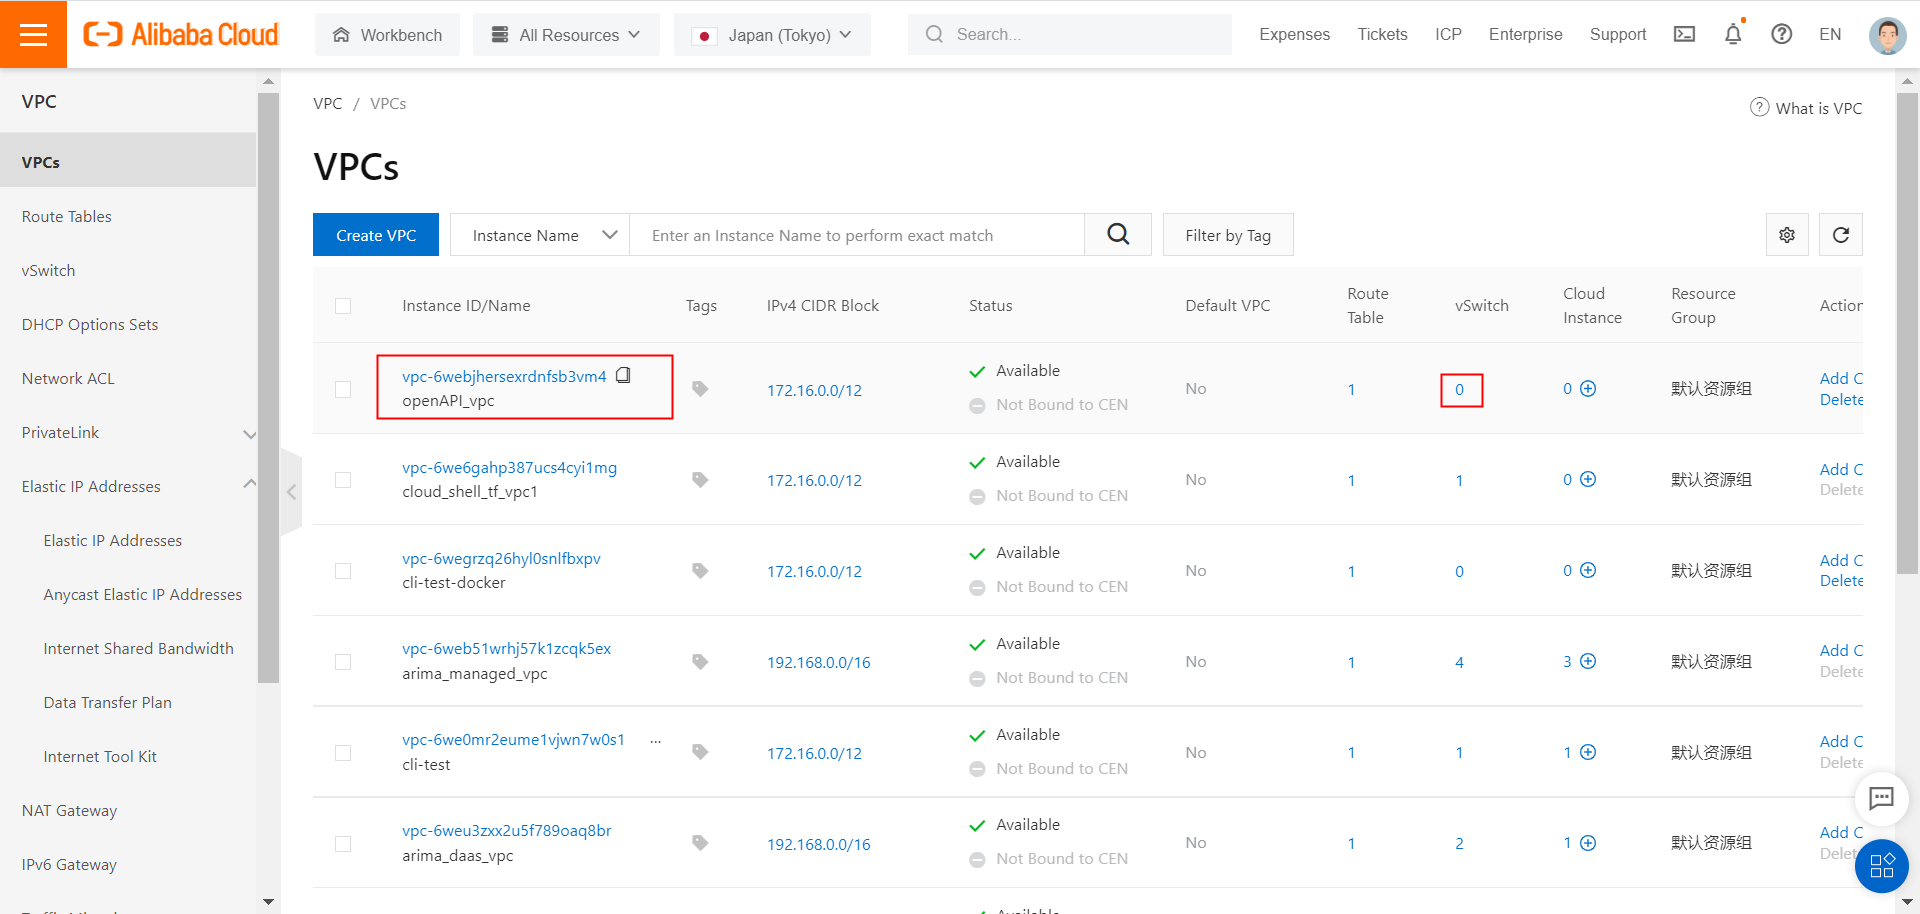 Alibaba Cloud
Workbench
All Resources
Japan (Tokyo)
Search...
Expenses
Tickets
ICP
Enterprise
Support
EN
VPC
VPCs
Route Tables
vSwitch
DHCP Options Sets
Network ACL
PrivateLink
Elastic IP Addresses
Elastic IP Addresses
Anycast Elastic IP Addresses
Internet Shared Bandwidth
Data Transfer Plan
Internet Tool Kit
NAT Gateway
IPv6 Gateway
VPC / VPCs
What is VPC
VPCs
Create VPC
Instance Name
Enter an Instance Name to perform exact match
Filter by Tag
Instance ID/Name
Tags
IPv4 CIDR Block
Status
Default VPC
Route
Table
vSwitch
Cloud
Instance
Resource
Group
Action
vpc-6webjhersexrdnfsb3vm4
openAPI_vpc
172.16.0.0/12
Available
Not Bound to CEN
No
1
0
0
默认资源组
Add C
Delete
vpc-6we6gahp387ucs4cyi1mg
cloud_shell_tf_vpc1
172.16.0.0/12
Available
Not Bound to CEN
No
1
1
0
默认资源组
Add C
Delete
vpc-6wegrzq26hyl0snlfbxpv
cli-test-docker
172.16.0.0/12
Available
Not Bound to CEN
No
1
0
0
默认资源组
Add C
Delete
vpc-6web51wrhj57k1zcqk5ex
arima_managed_vpc
192.168.0.0/16
Available
Not Bound to CEN
No
1
4
3
默认资源组
Add C
Delete
vpc-6we0mr2eume1vjwn7w0s1 ...
cli-test
172.16.0.0/12
Available
Not Bound to CEN
No
1
1
1
默认资源组
Add C
Delete
vpc-6weu3zxx2u5f789oaq8br
arima_daas_vpc
192.168.0.0/16
Available
Not Bound to CEN
No
1
2
1
默认资源组
Add C
Delet